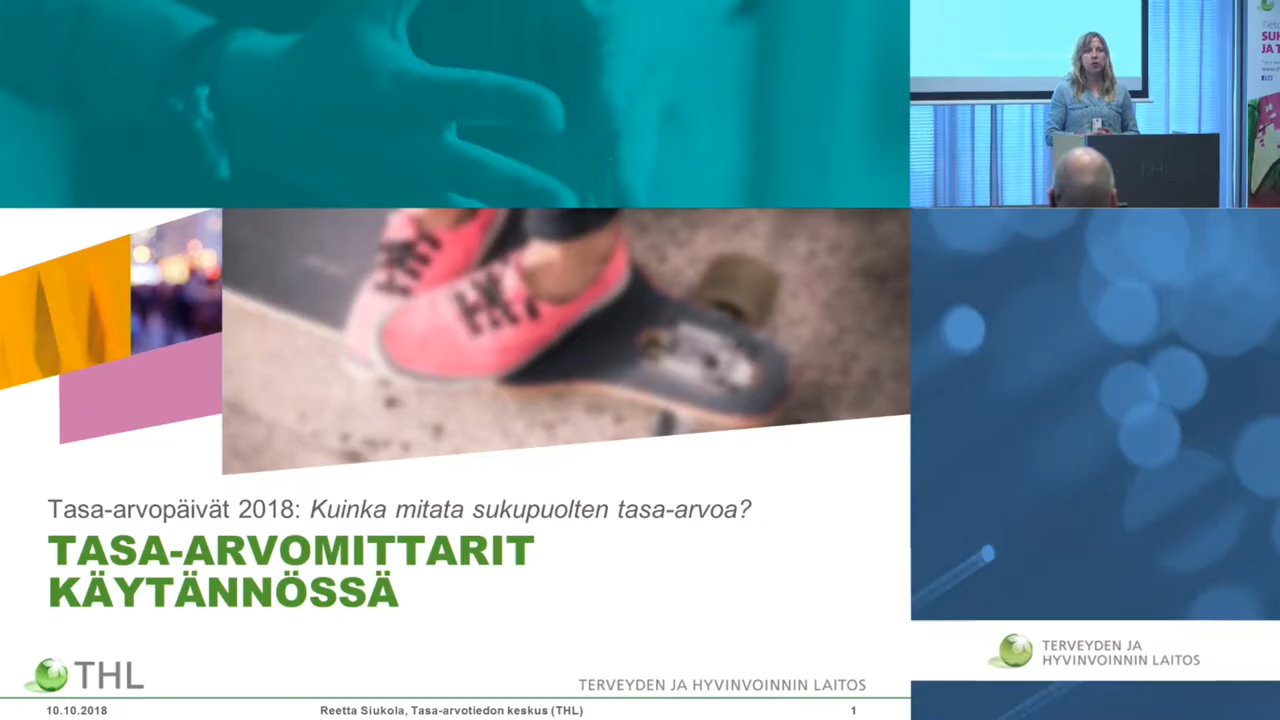 Tasa-arvopäivät 2018: Kuinka mitata sukupuolten tasa-arvoa?
TASA-ARVOMITTARIT
KÄYTÄNNÖSSÄ
THL
TERVEYDEN JA HYVINVOINNIN LAITOS
10.10.2018
Reetta Siukola, Tasa-arvotiedon keskus (THL)
1
THL
TERVEYDEN JA
HYVINVOINNIN LAITOS